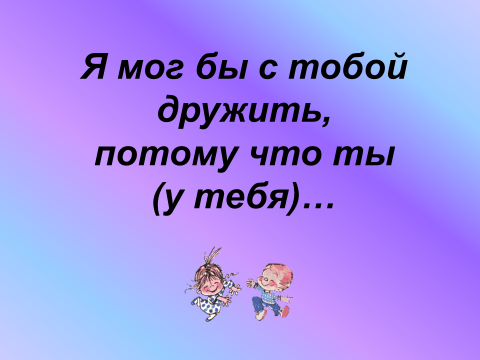 Я мог бы с тобой
дружить,
потому что ты
(у тебя)…